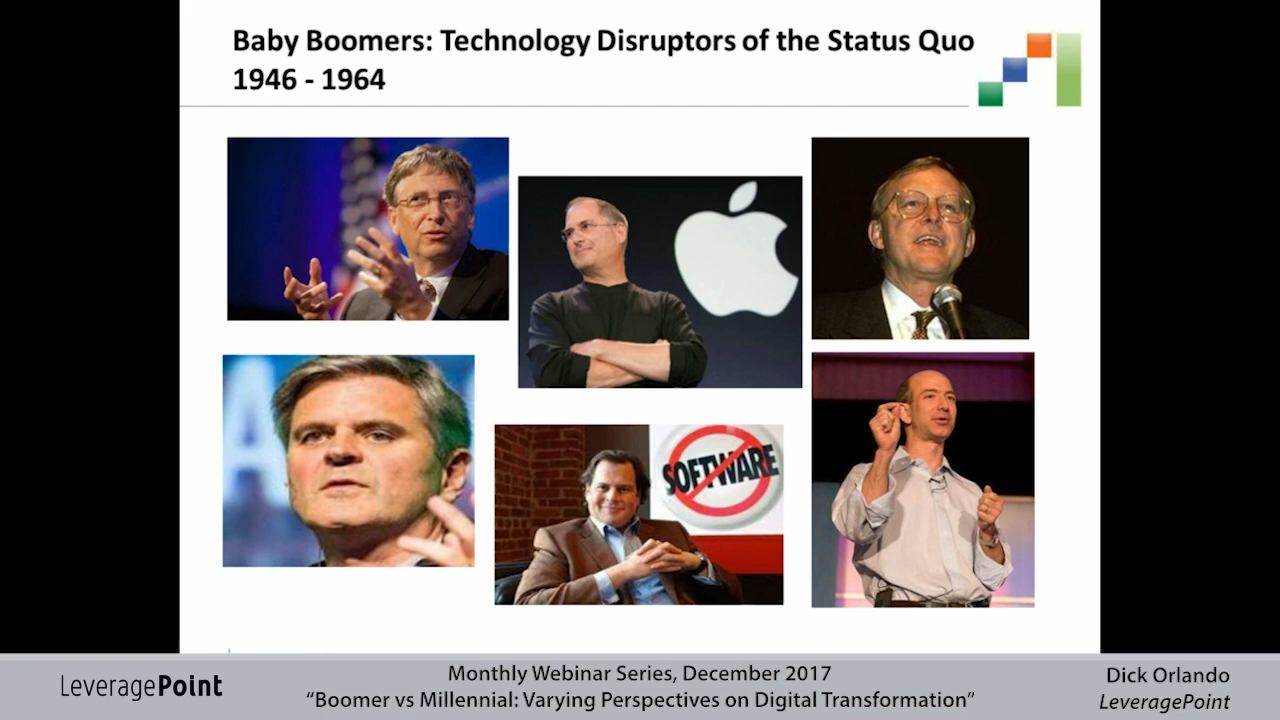 Baby Boomers: Technology Disruptors of the Status Quo
1946 - 1964
SOFTWARE
LeveragePoint
Monthly Webinar Series, December 2017
“Boomer vs Millennial: Varying Perspectives on Digital Transformation”
Dick Orlando
LeveragePoint